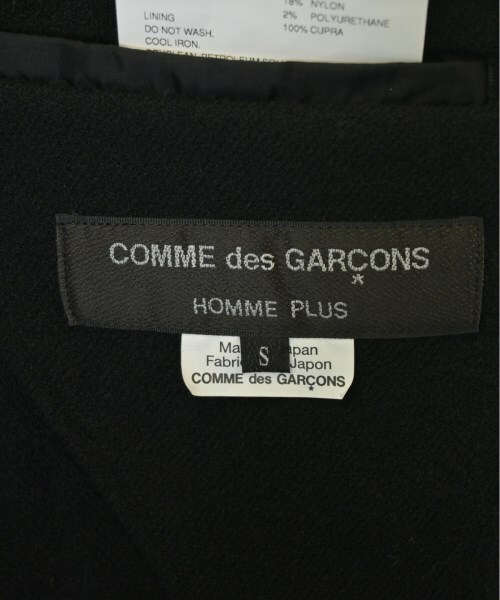 18% NYLON
LINING 2% POLYURETHANE
DO NOT WASH. 100% CUPRA
COOL IRON.
COMME des GARÇONS
HOMME PLUS
S
Japon
COMME des GARÇONS